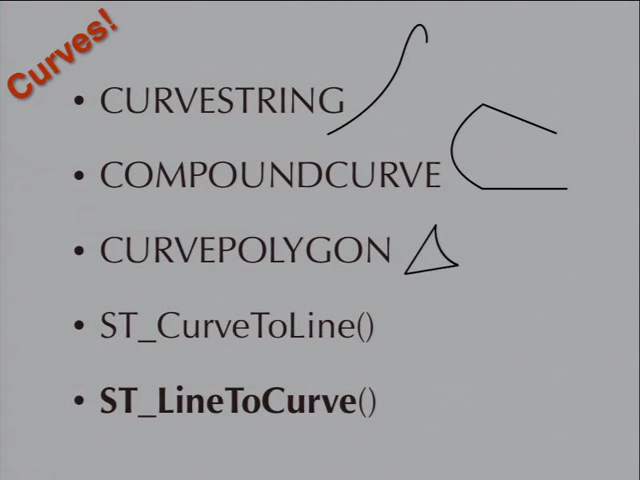 Curves!
• CURVESTRING
• COMPOUNDCURVE
• CURVEPOLYGON
• ST_CurveToLine()
• ST_LineToCurve()